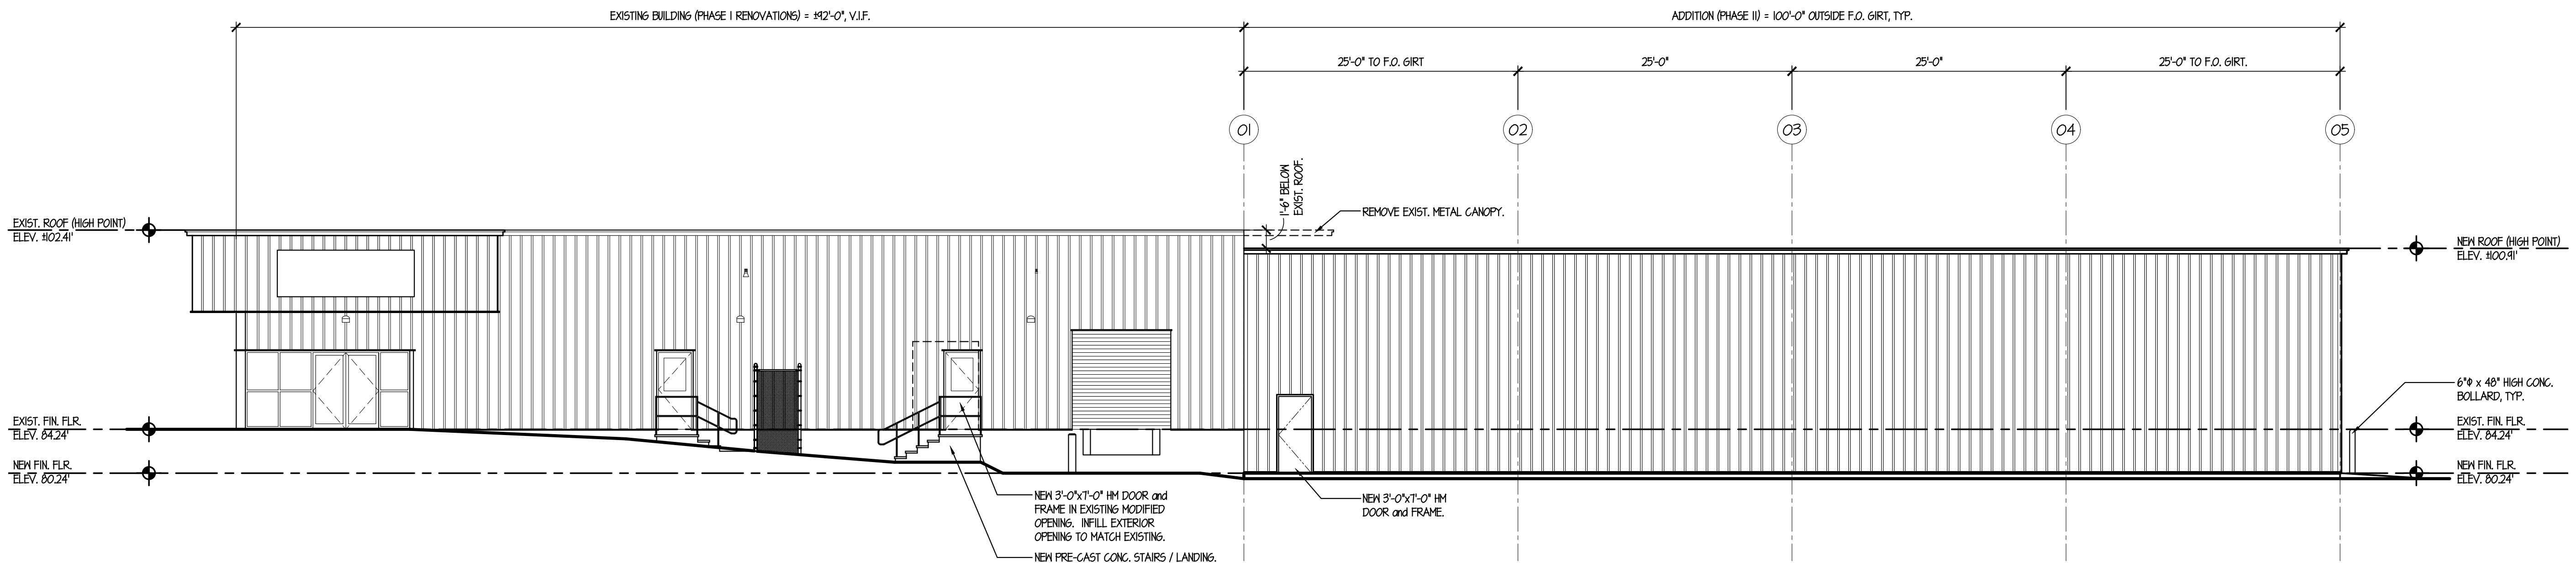 EXISTING BUILDING (PHASE I RENOVATIONS) = ±92'-0", V.I.F.
ADDITION (PHASE II) = 100'-0" OUTSIDE F.O. GIRT, TYP.
25'-0" TO F.O. GIRT
25'-0"
25'-0"
25'-0" TO F.O. GIRT.
01
02
03
04
05
1'-6" BELOW
EXIST. ROOF.
REMOVE EXIST. METAL CANOPY.
EXIST. ROOF (HIGH POINT)
ELEV. ±102.41'
NEW ROOF (HIGH POINT)
ELEV. ±100.91'
6"Φ x 48" HIGH CONC.
BOLLARD, TYP.
EXIST. FIN. FLR.
ELEV. 84.24'
EXIST. FIN. FLR.
ELEV. 84.24'
NEW FIN. FLR.
ELEV. 80.24'
NEW FIN. FLR.
ELEV. 80.24'
NEW 3'-0"x7'-0" HM DOOR and
FRAME IN EXISTING MODIFIED
OPENING. INFILL EXTERIOR
OPENING TO MATCH EXISTING.
NEW 3'-0"x7'-0" HM
DOOR and FRAME.
NEW PRE-CAST CONC. STAIRS / LANDING.